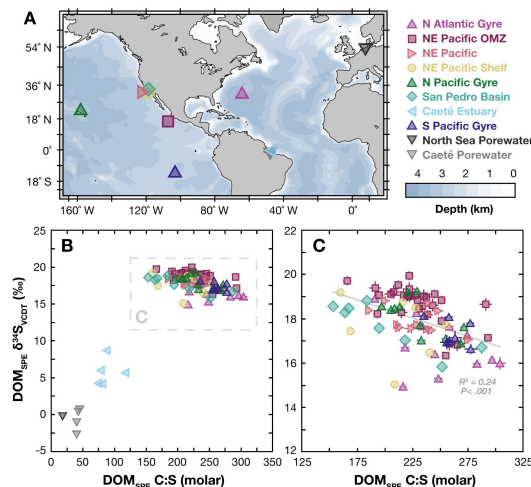 A
54° N
36° N
18° N
0°
18° S
160° W
120° W
80° W
40° W
0°
N Atlantic Gyre
NE Pacific OMZ
NE Pacific
NE Pacific Shelf
N Pacific Gyre
San Pedro Basin
Caeté Estuary
S Pacific Gyre
North Sea Porewater
Caeté Porewater
4 3 2 1 0
Depth (km)
B
DOM_SPE δ³⁴S_VCDT (‰)
25
20
15
10
5
0
-5
C
0 50 100 150 200 250 300 350
DOM_SPE C:S (molar)
C
22
20
18
16
14
12
R² = 0.24
P< .001
125 175 225 275 325
DOM_SPE C:S (molar)